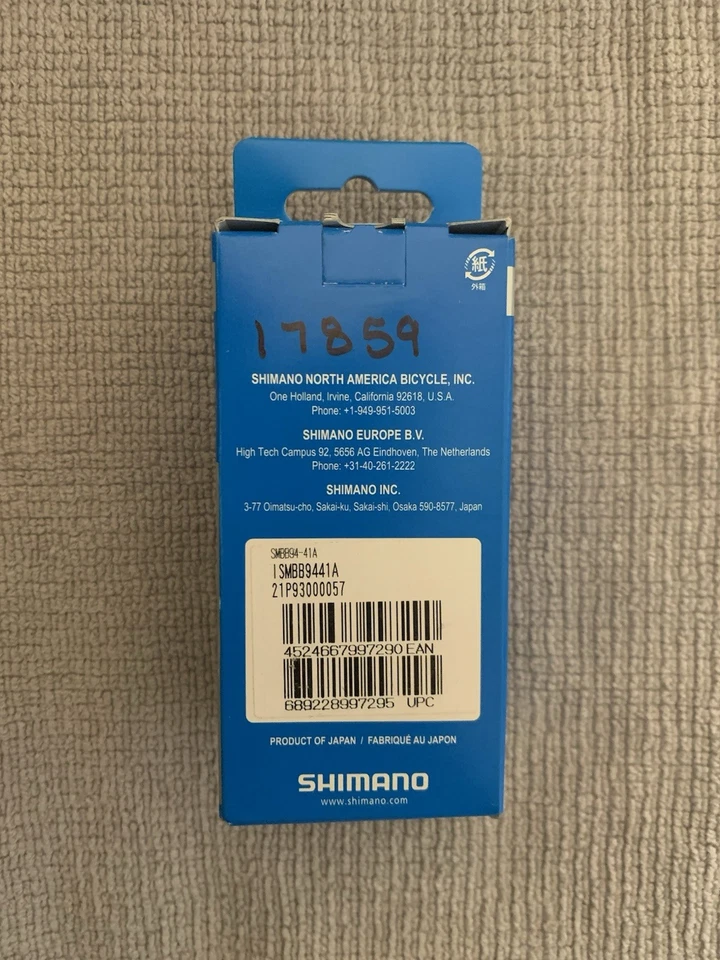 紙
外箱
17859
SHIMANO NORTH AMERICA BICYCLE, INC.
One Holland, Irvine, California 92618, U.S.A.
Phone: +1-949-951-5003
SHIMANO EUROPE B.V.
High Tech Campus 92, 5656 AG Eindhoven, The Netherlands
Phone: +31-40-261-2222
SHIMANO INC.
3-77 Oimatsu-cho, Sakai-ku, Sakai-shi, Osaka 590-8577, Japan
SMBB94-41A
ISMBB9441A
21P93000057
4524667997290 EAN
689228997295 UPC
PRODUCT OF JAPAN / FABRIQUÉ AU JAPON
SHIMANO
www.shimano.com